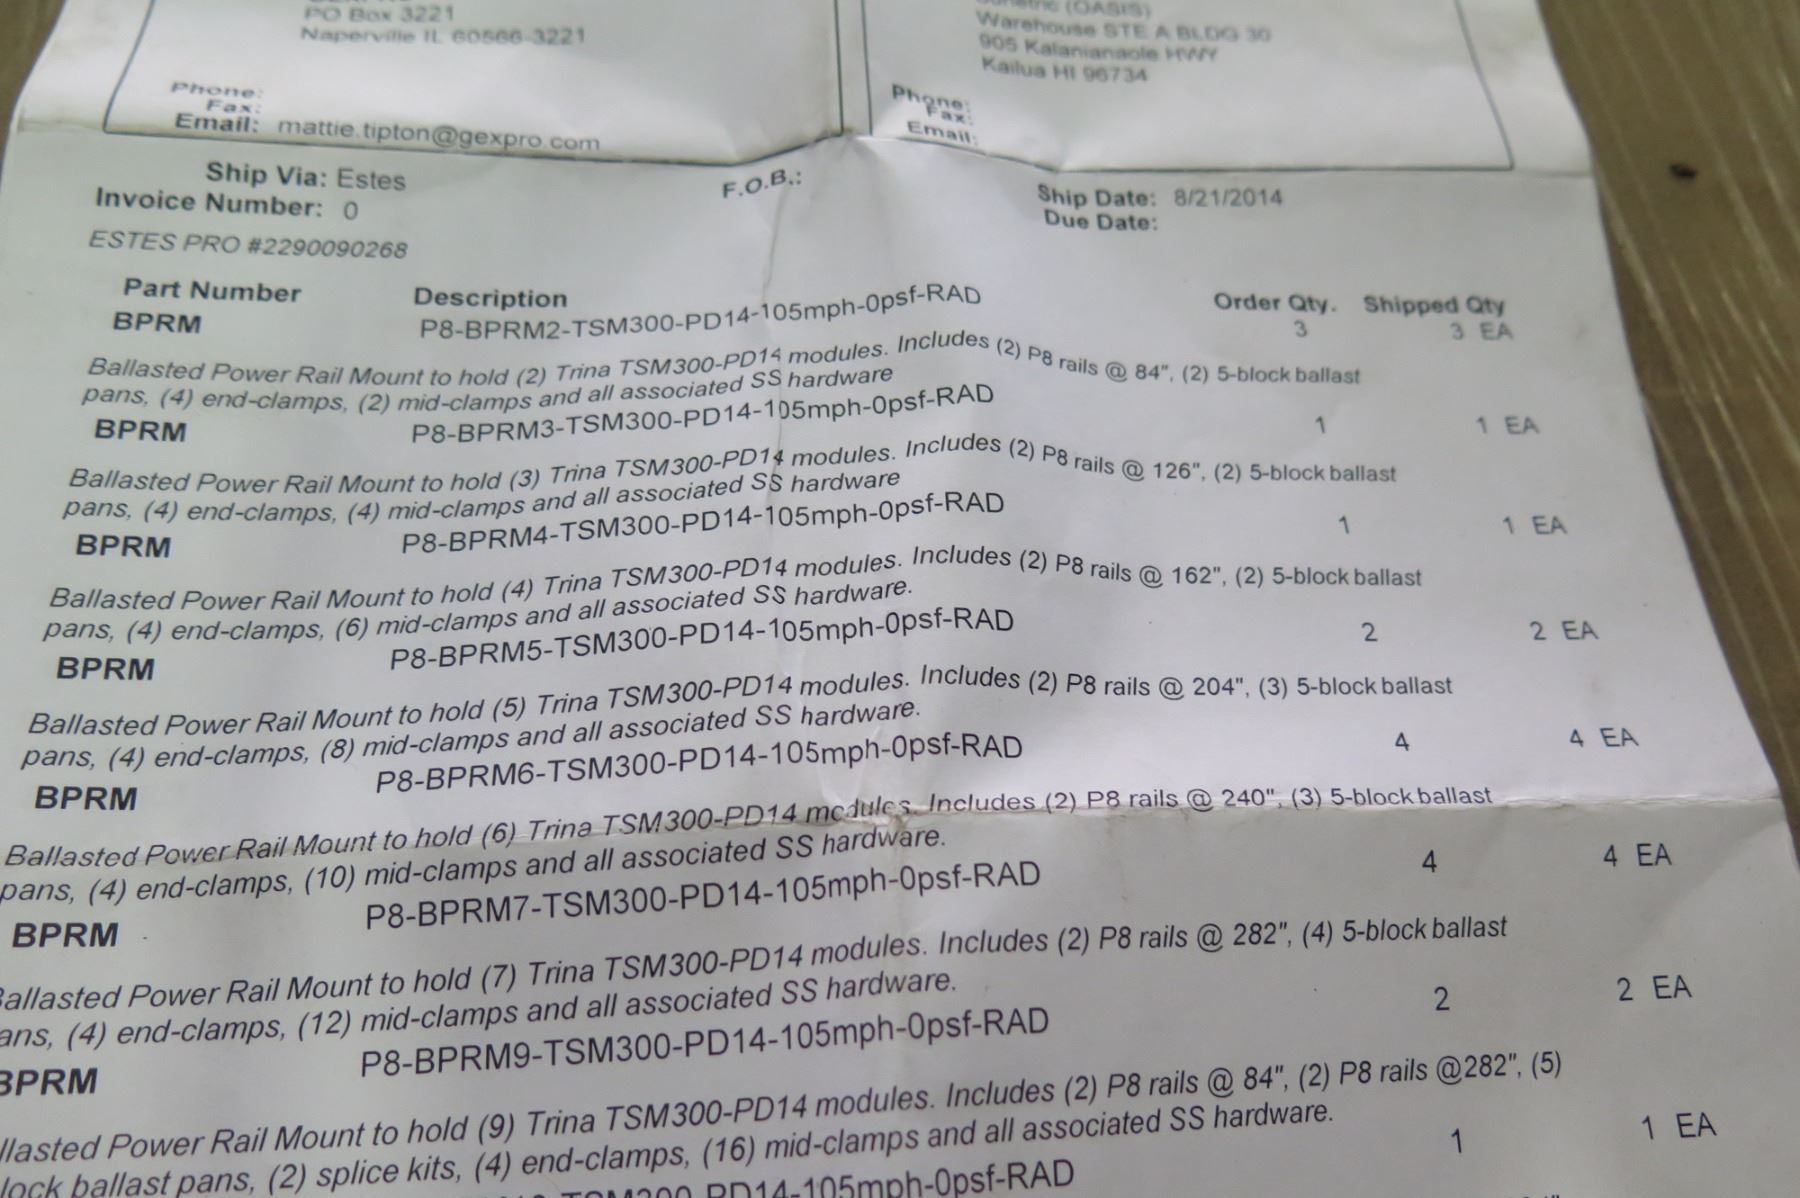 PO Box 3221
Naperville IL 60566-3221
Phone:
Fax:
Email: mattie.tipton@gexpro.com
(OASIS)
Warehouse STE A BLDG 30
905 Kalanianaole HWY
Kailua HI 96734
Phone:
Fax:
Email:
Ship Via: Estes
F.O.B.:
Ship Date: 8/21/2014
Invoice Number: 0
Due Date:
ESTES PRO #2290090268
Part Number Description Order Qty. Shipped Qty
BPRM P8-BPRM2-TSM300-PD14-105mph-0psf-RAD 3 3 EA
Ballasted Power Rail Mount to hold (2) Trina TSM300-PD14 modules. Includes (2) P8 rails @ 84", (2) 5-block ballast
pans, (4) end-clamps, (2) mid-clamps and all associated SS hardware
BPRM P8-BPRM3-TSM300-PD14-105mph-0psf-RAD 1 1 EA
Ballasted Power Rail Mount to hold (3) Trina TSM300-PD14 modules. Includes (2) P8 rails @ 126", (2) 5-block ballast
pans, (4) end-clamps, (4) mid-clamps and all associated SS hardware
BPRM P8-BPRM4-TSM300-PD14-105mph-0psf-RAD 1 1 EA
Ballasted Power Rail Mount to hold (4) Trina TSM300-PD14 modules. Includes (2) P8 rails @ 162", (2) 5-block ballast
pans, (4) end-clamps, (6) mid-clamps and all associated SS hardware.
BPRM P8-BPRM5-TSM300-PD14-105mph-0psf-RAD 2 2 EA
Ballasted Power Rail Mount to hold (5) Trina TSM300-PD14 modules. Includes (2) P8 rails @ 204", (3) 5-block ballast
pans, (4) end-clamps, (8) mid-clamps and all associated SS hardware.
BPRM P8-BPRM6-TSM300-PD14-105mph-0psf-RAD 4 4 EA
Ballasted Power Rail Mount to hold (6) Trina TSM300-PD14 modules. Includes (2) P8 rails @ 240", (3) 5-block ballast
pans, (4) end-clamps, (10) mid-clamps and all associated SS hardware.
BPRM P8-BPRM7-TSM300-PD14-105mph-0psf-RAD 4 4 EA
Ballasted Power Rail Mount to hold (7) Trina TSM300-PD14 modules. Includes (2) P8 rails @ 282", (4) 5-block ballast
ans, (4) end-clamps, (12) mid-clamps and all associated SS hardware.
BPRM P8-BPRM9-TSM300-PD14-105mph-0psf-RAD 2 2 EA
llasted Power Rail Mount to hold (9) Trina TSM300-PD14 modules. Includes (2) P8 rails @ 84", (2) P8 rails @282", (5)
lock ballast pans, (2) splice kits, (4) end-clamps, (16) mid-clamps and all associated SS hardware.
PD14-105mph-0psf-RAD 1 1 EA